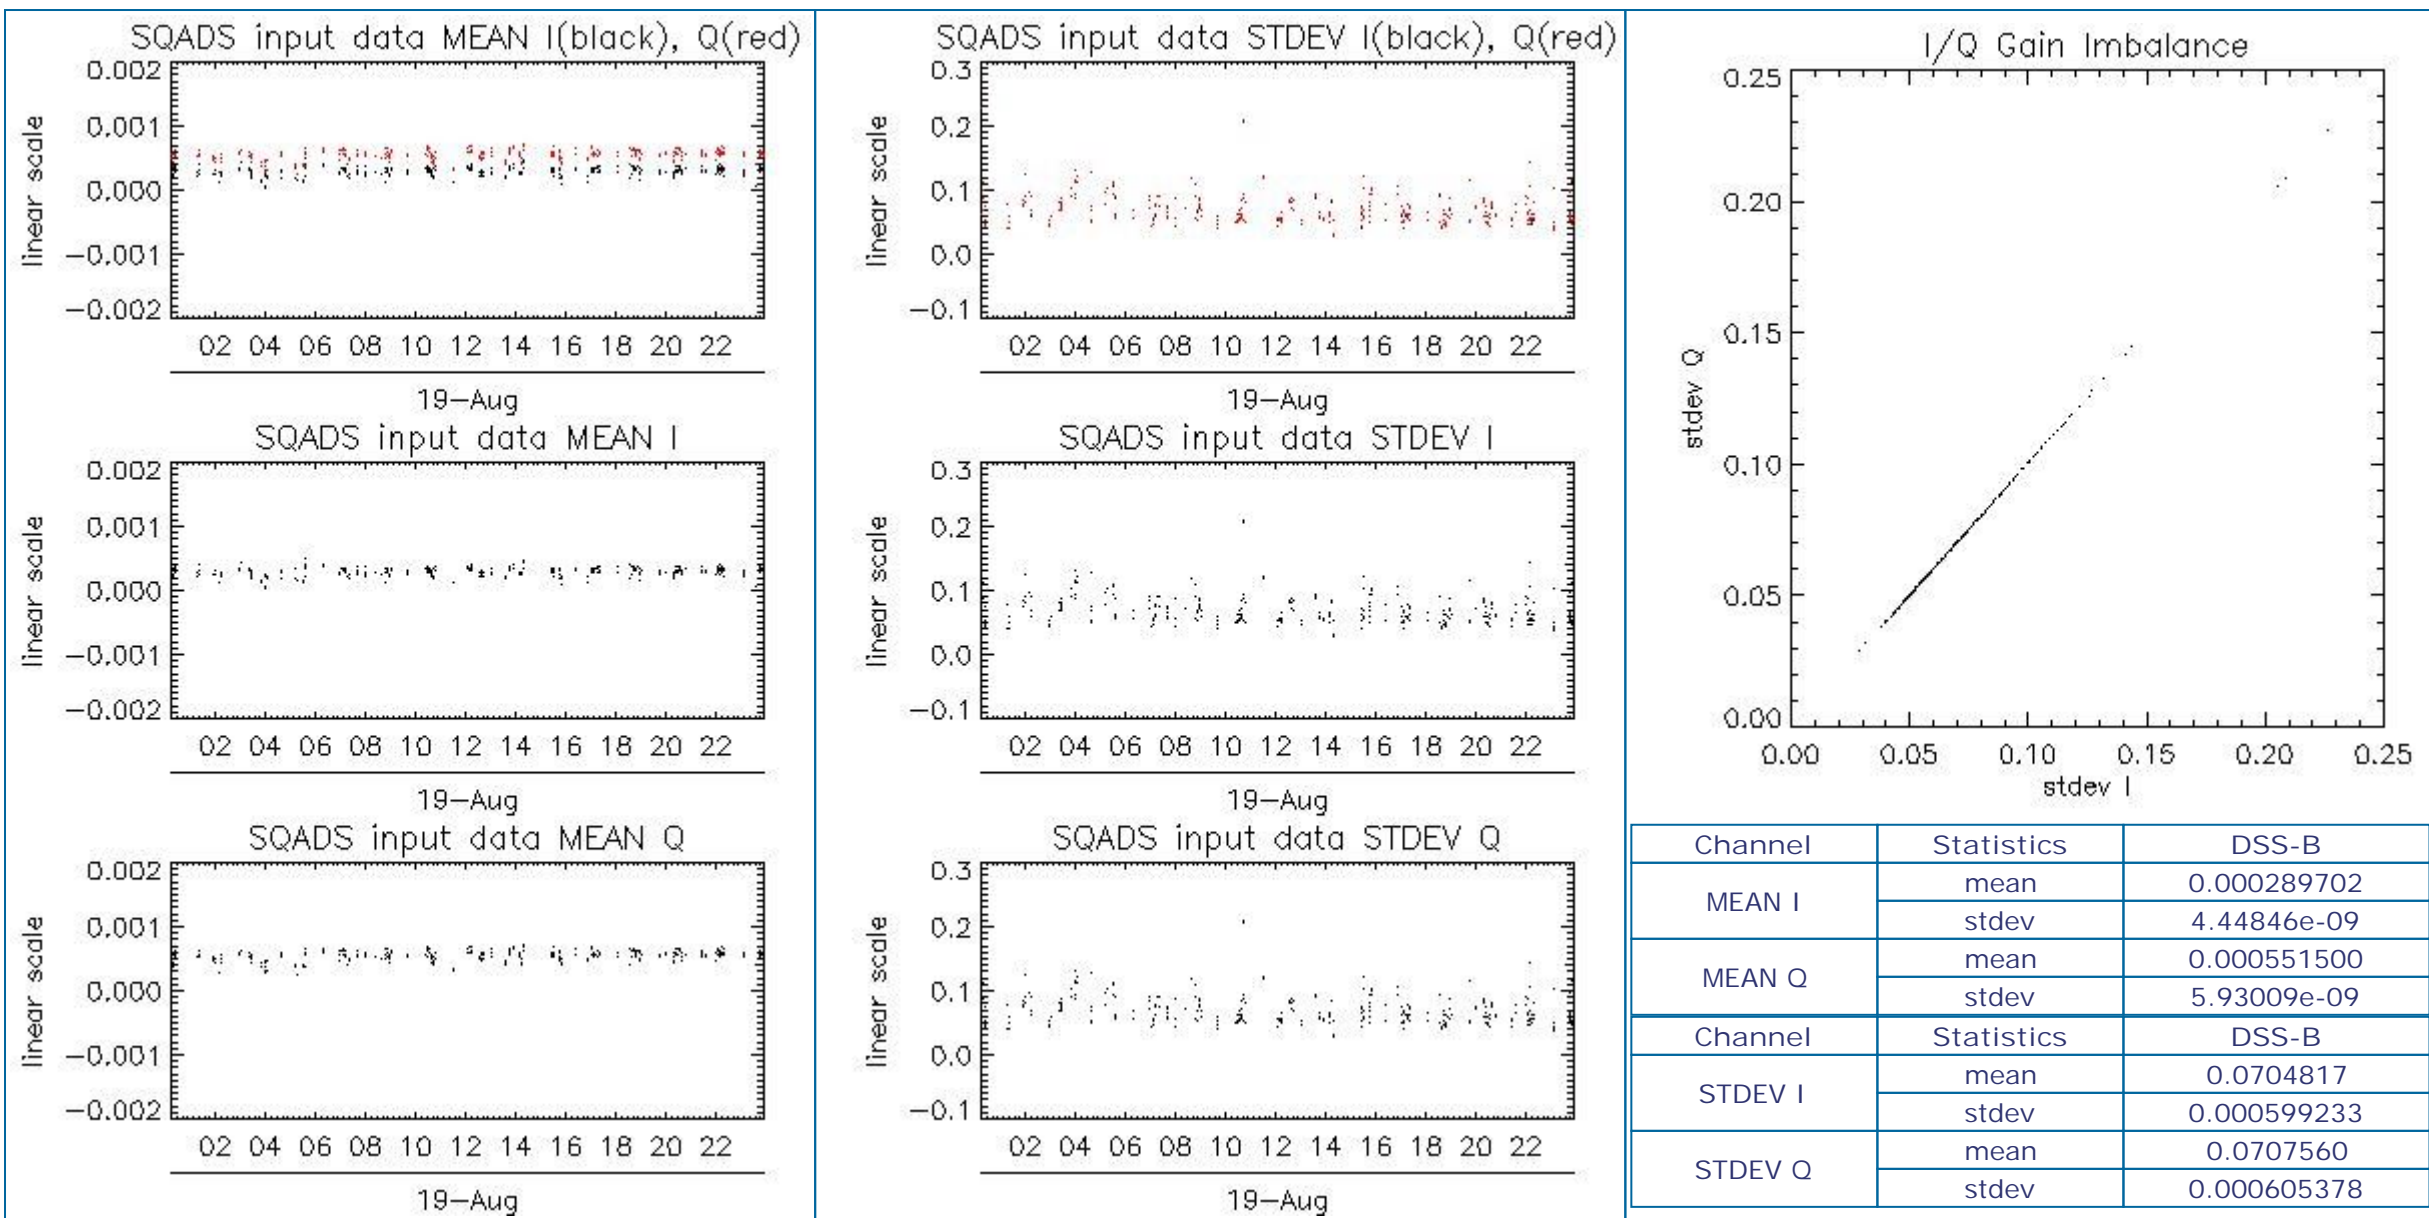 SQADS input data MEAN I(black), Q(red)
0.002
0.001
0.000
−0.001
−0.002
linear scale
02 04 06 08 10 12 14 16 18 20 22
19−Aug
SQADS input data MEAN I
0.002
0.001
0.000
−0.001
−0.002
linear scale
02 04 06 08 10 12 14 16 18 20 22
19−Aug
SQADS input data MEAN Q
0.002
0.001
0.000
−0.001
−0.002
linear scale
02 04 06 08 10 12 14 16 18 20 22
19−Aug
SQADS input data STDEV I(black), Q(red)
0.3
0.2
0.1
0.0
−0.1
linear scale
02 04 06 08 10 12 14 16 18 20 22
19−Aug
SQADS input data STDEV I
0.3
0.2
0.1
0.0
−0.1
linear scale
02 04 06 08 10 12 14 16 18 20 22
19−Aug
SQADS input data STDEV Q
0.3
0.2
0.1
0.0
−0.1
linear scale
02 04 06 08 10 12 14 16 18 20 22
19−Aug
I/Q Gain Imbalance
0.25
0.20
0.15
0.10
0.05
0.00
stdev Q
0.00 0.05 0.10 0.15 0.20 0.25
stdev I
Channel Statistics DSS-B
MEAN I mean 0.000289702
stdev 4.44846e-09
MEAN Q mean 0.000551500
stdev 5.93009e-09
Channel Statistics DSS-B
STDEV I mean 0.0704817
stdev 0.000599233
STDEV Q mean 0.0707560
stdev 0.000605378